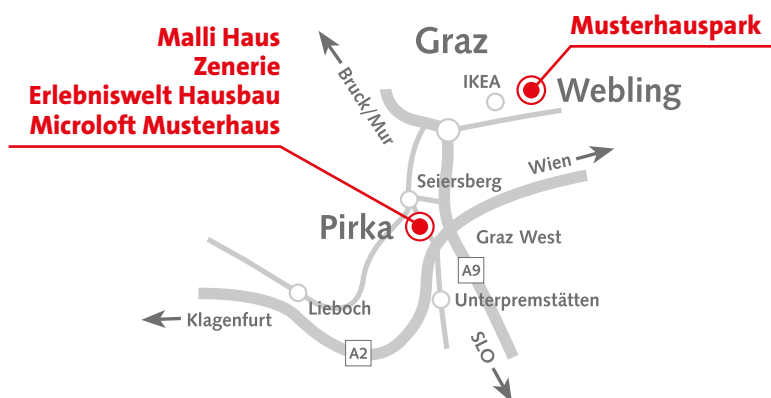 Malli Haus
Zenerie
Erlebniswelt Hausbau
Microloft Musterhaus
Musterhauspark
Graz
IKEA
Webling
Bruck/Mur
Wien
Seiersberg
Pirka
Graz West
A9
Lieboch
Unterpremstätten
Klagenfurt
A2
SLO